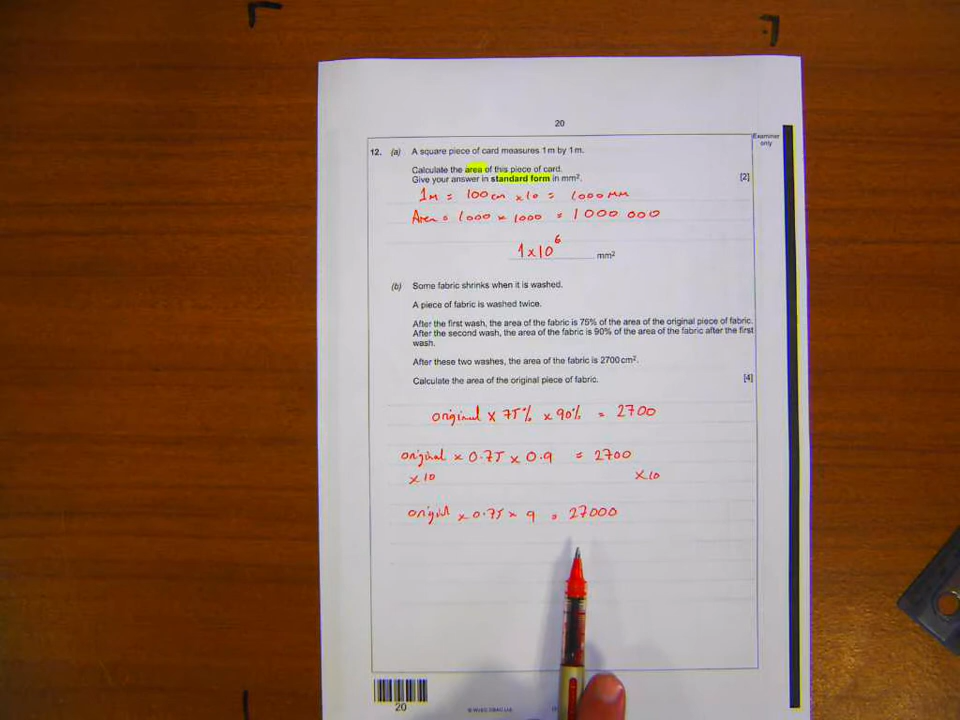 20
Examiner
only
12. (a) A square piece of card measures 1 m by 1 m.
Calculate the area of this piece of card.
Give your answer in standard form in mm².
[2]
1m = 100cm x10 = 1000mm
Area = 1000 x 1000 = 1000 000
1x10⁶ mm²
(b) Some fabric shrinks when it is washed.
A piece of fabric is washed twice.
After the first wash, the area of the fabric is 75% of the area of the original piece of fabric.
After the second wash, the area of the fabric is 90% of the area of the fabric after the first
wash.
After these two washes, the area of the fabric is 2700 cm².
Calculate the area of the original piece of fabric.
[4]
original x 75% x 90% = 2700
original x 0.75 x 0.9 = 2700
x10 x10
original x 0.75 x 9 = 27000
20
© WJEC CBAC Ltd.